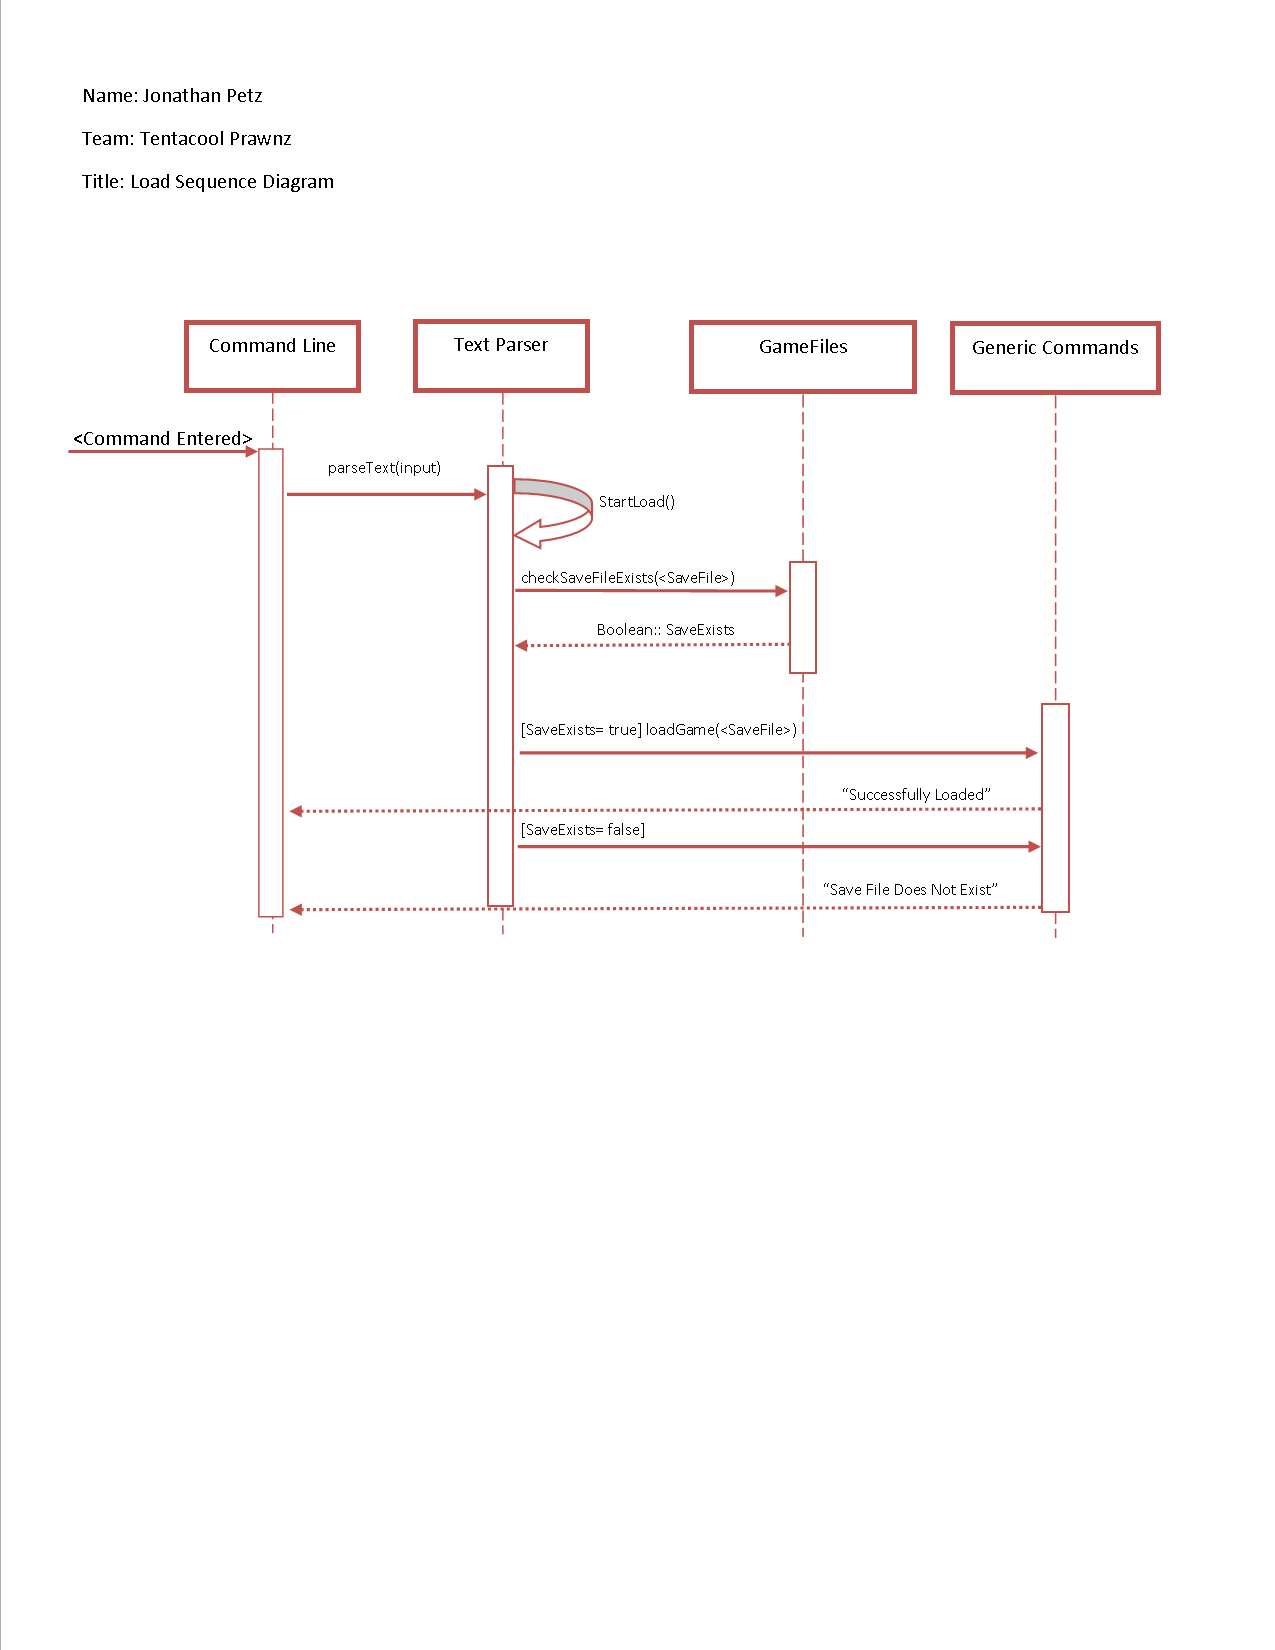 Name: Jonathan Petz
Team: Tentacool Prawnz
Title: Load Sequence Diagram
Command Line
Text Parser
GameFiles
Generic Commands
<Command Entered>
parseText(input)
StartLoad()
checkSaveFileExists(<SaveFile>)
Boolean:: SaveExists
[SaveExists= true] loadGame(<SaveFile>)
“Successfully Loaded”
[SaveExists= false]
“Save File Does Not Exist”